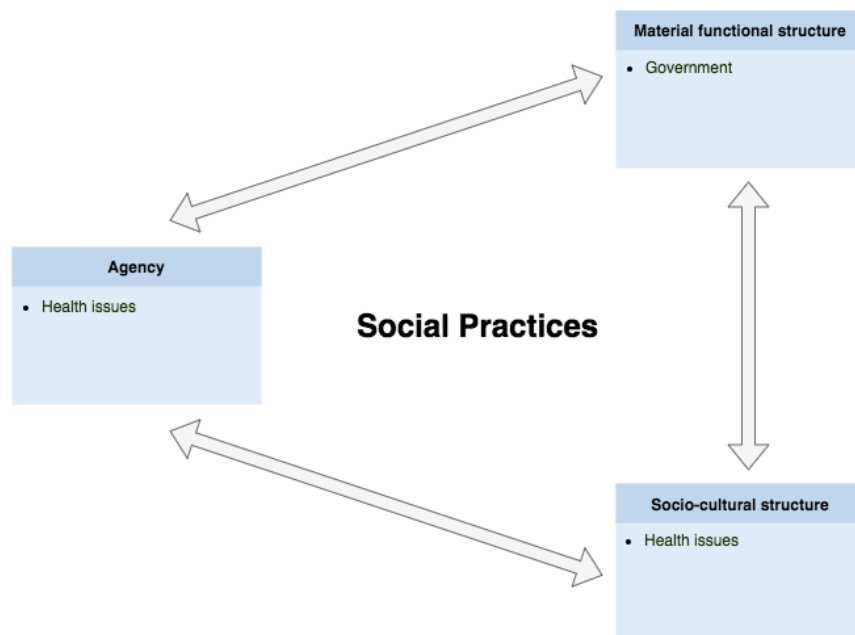 Material functional structure
• Government
Agency
• Health issues
Social Practices
Socio-cultural structure
• Health issues